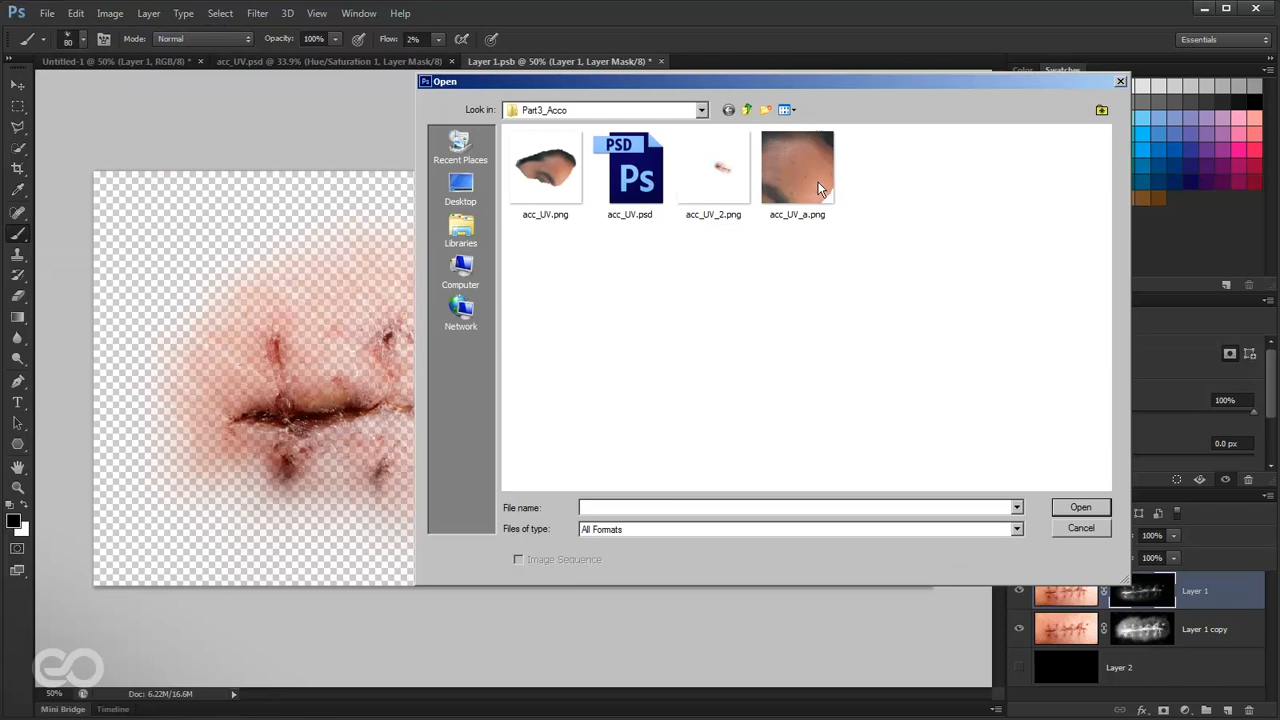 Ps File Edit Image Layer Type Select Filter 3D View Window Help
80 Mode: Normal Opacity: 100% Flow: 2% Essentials
Untitled-1 @ 50% (Layer 1, RGB/8) * × acc_UV.psd @ 33.9% (Hue/Saturation 1, Layer Mask/8) × Layer 1.psb @ 50% (Layer 1, Layer Mask/8) * ×
Color Swatches
Ps Open
Look in: Part3_Acco
Recent Places
Desktop
Libraries
Computer
Network
PSD
Ps
acc_UV.png acc_UV.psd acc_UV_2.png acc_UV_a.png
File name: Open
Files of type: All Formats Cancel
Image Sequence
100%
0.0 px
100%
100%
Layer 1
Layer 1 copy
Layer 2
eo
50% Doc: 6.22M/16.6M
Mini Bridge Timeline